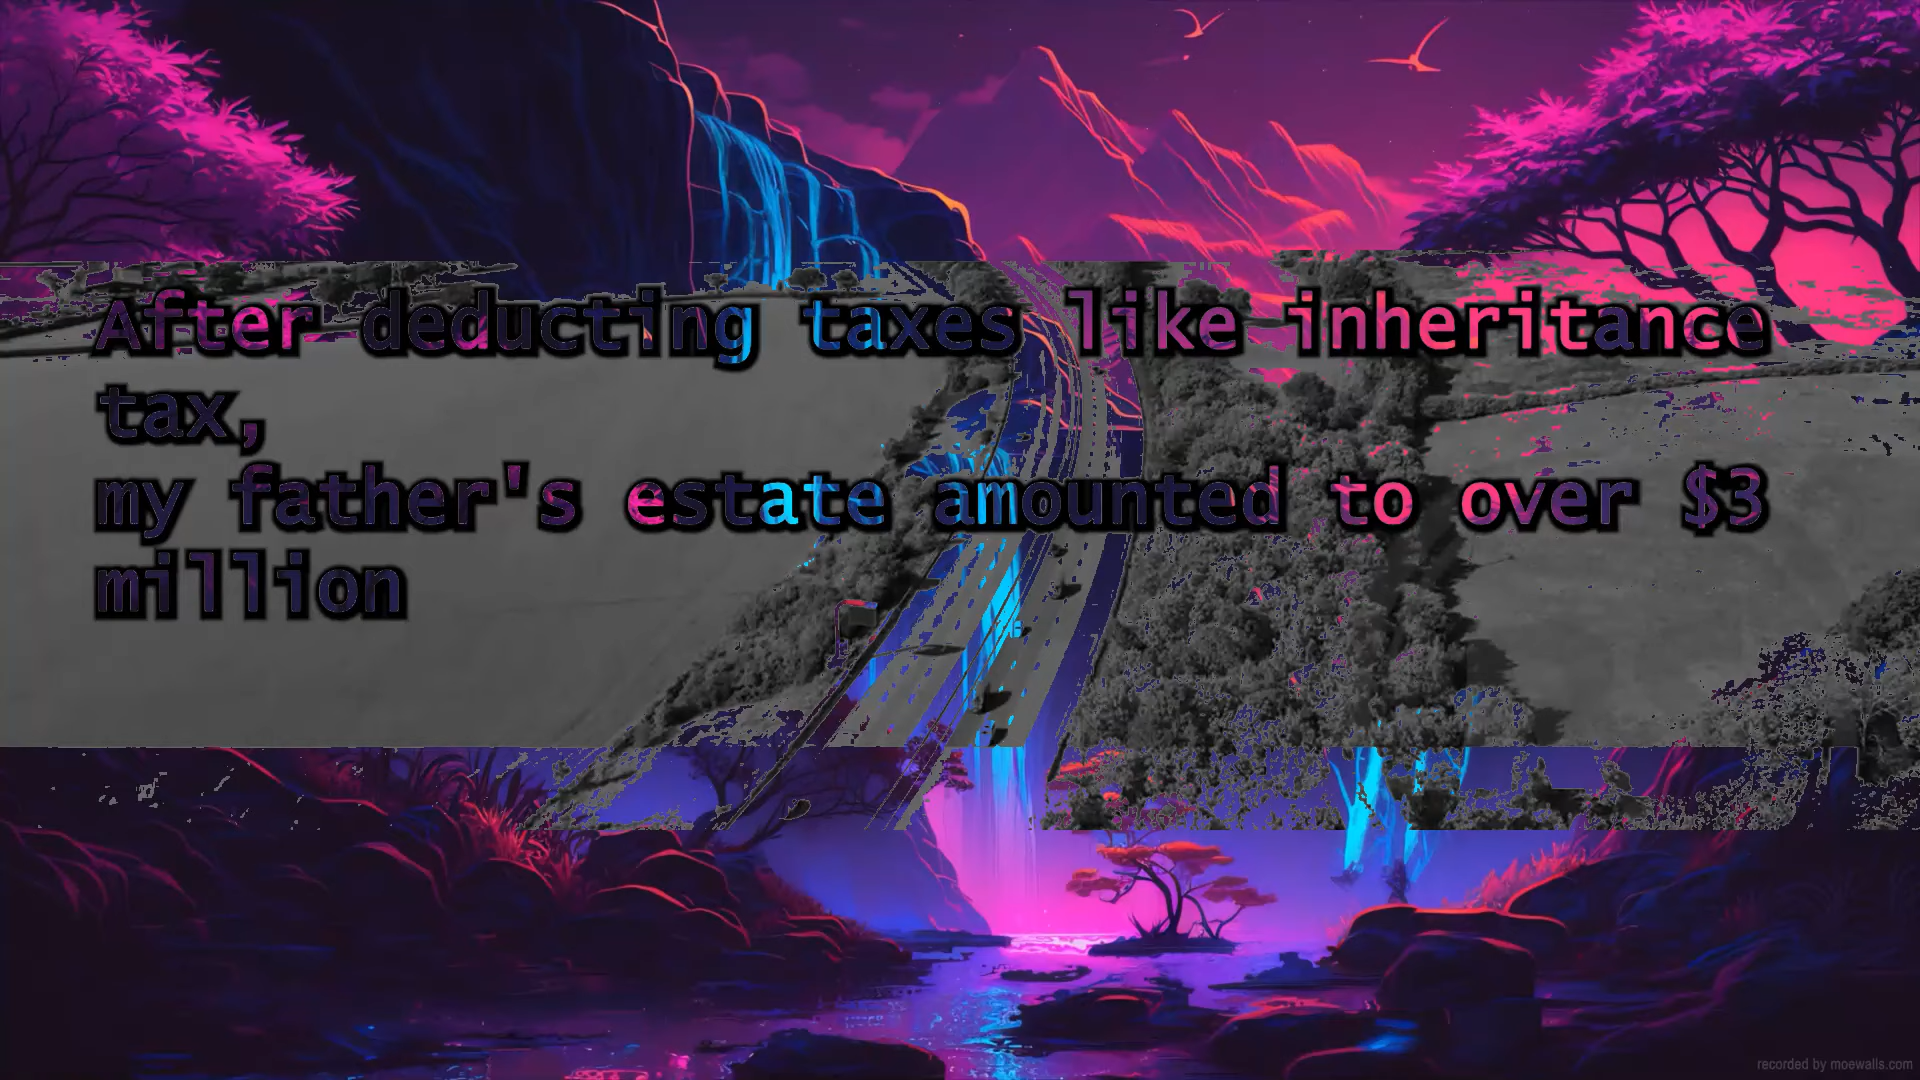 After deducting taxes like inheritance
tax,
my father's estate amounted to over $3
million
recorded by moewalls.com